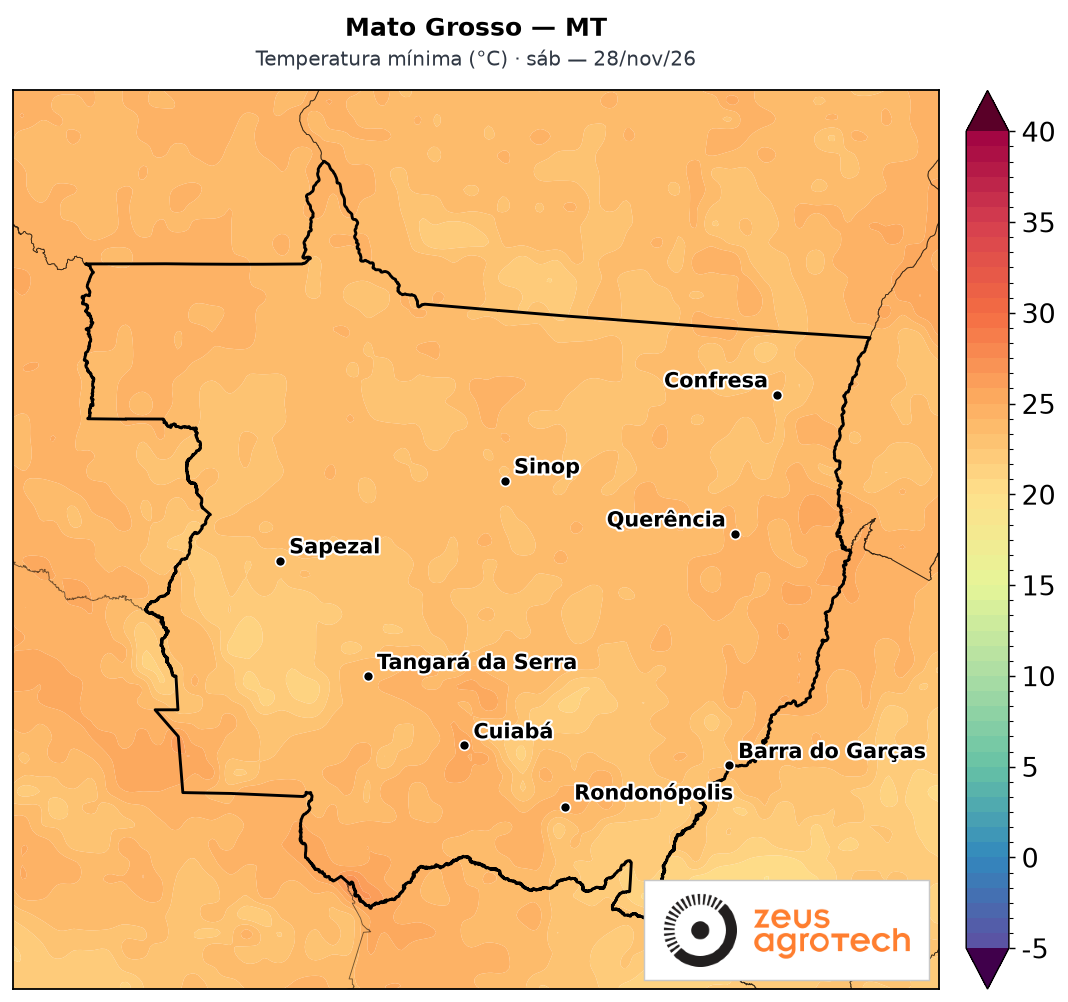 Mato Grosso — MT
Temperatura mínima (°C) · sáb — 28/nov/26
40
35
30
25
20
15
10
5
0
-5
Confresa
Sinop
Querência
Sapezal
Tangará da Serra
Cuiabá
Barra do Garças
Rondonópolis
zeus
agrotech